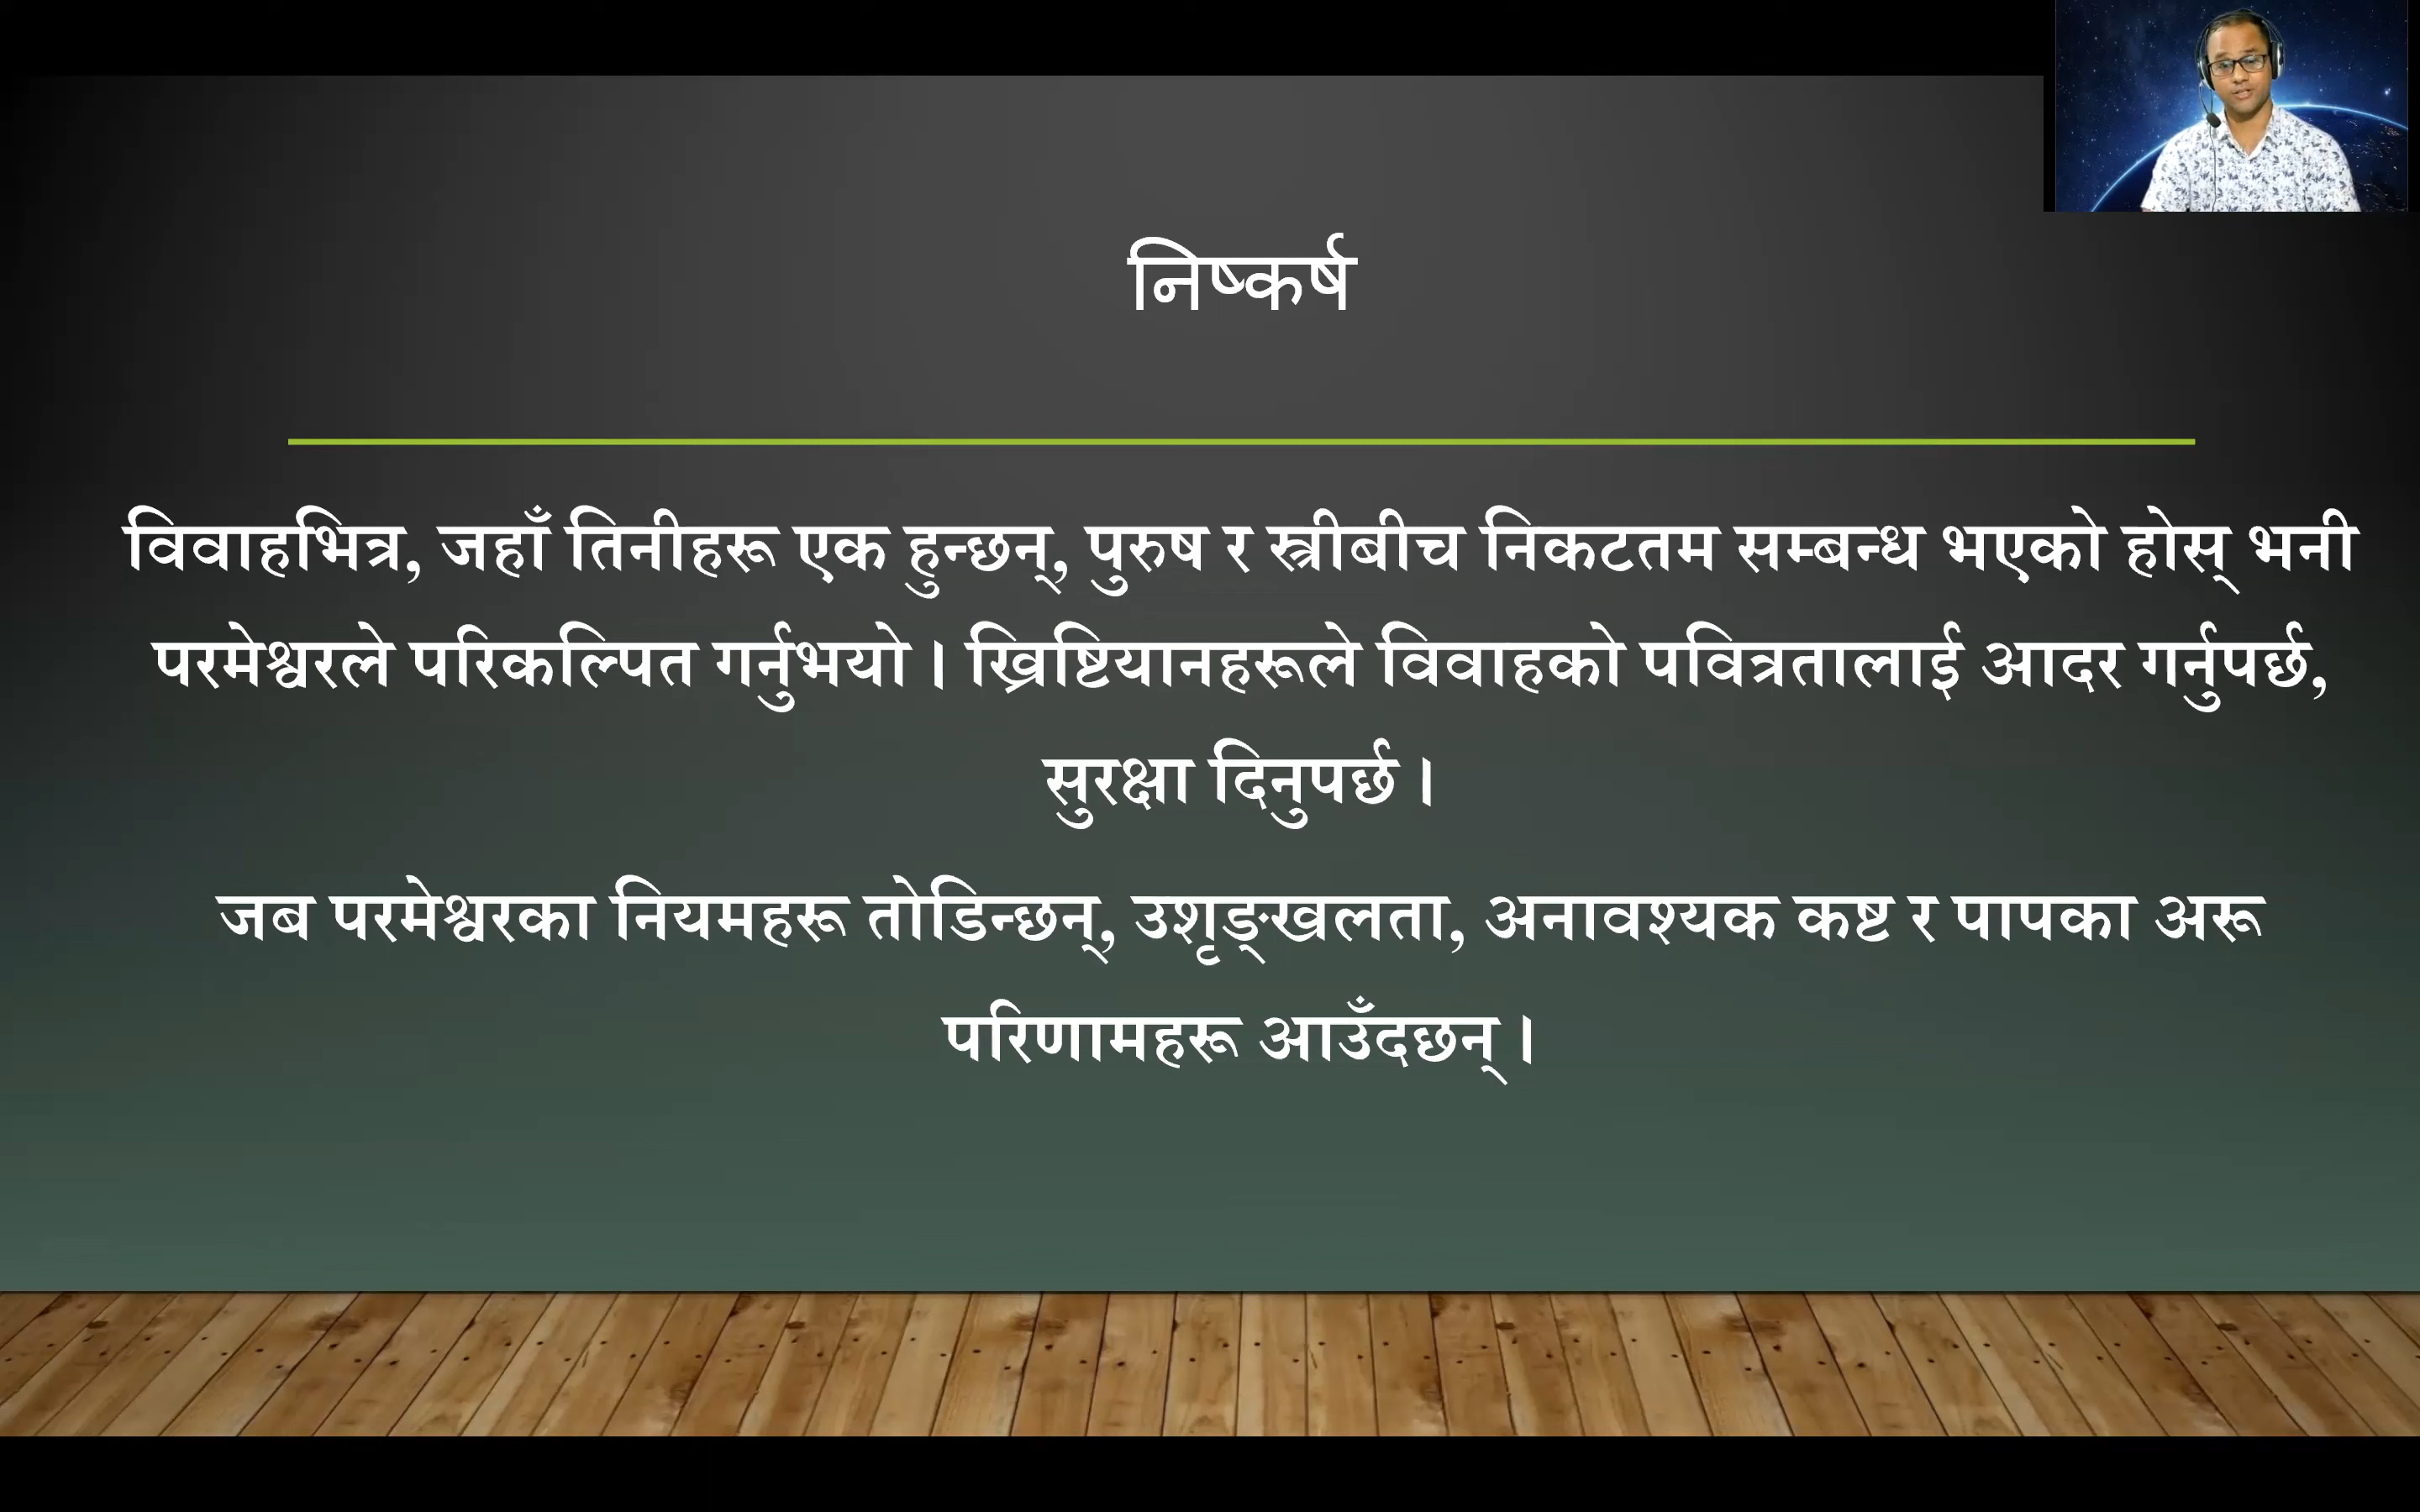 निष्कर्ष
विवाहभित्र, जहाँ तिनीहरू एक हुन्छन्, पुरुष र स्त्रीबीच निकटतम सम्बन्ध भएको होस् भनी
परमेश्वरले परिकल्पित गर्नुभयो । ख्रिष्टियानहरूले विवाहको पवित्रतालाई आदर गर्नुपर्छ,
सुरक्षा दिनुपर्छ ।
जब परमेश्वरका नियमहरू तोडिन्छन्, उशृङ्खलता, अनावश्यक कष्ट र पापका अरू
परिणामहरू आउँदछन् ।